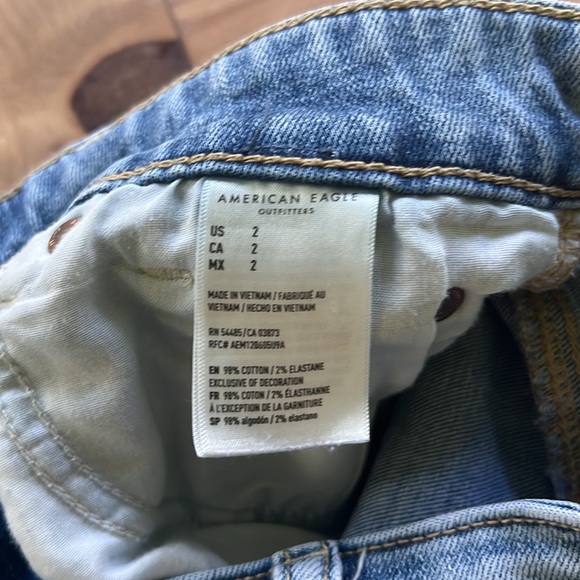 AMERICAN EAGLE
OUTFITTERS
US 2
CA 2
MX 2
MADE IN VIETNAM / FABRIQUÉ AU
VIETNAM / HECHO EN VIETNAM
RN 54485/CA 03873
RFC# AEM120605U9A
EN 98% COTTON / 2% ELASTANE
EXCLUSIVE OF DECORATION
FR 98% COTON / 2% ÉLASTHANNE
À L'EXCEPTION DE LA GARNITURE
SP 98% algodón / 2% elastano